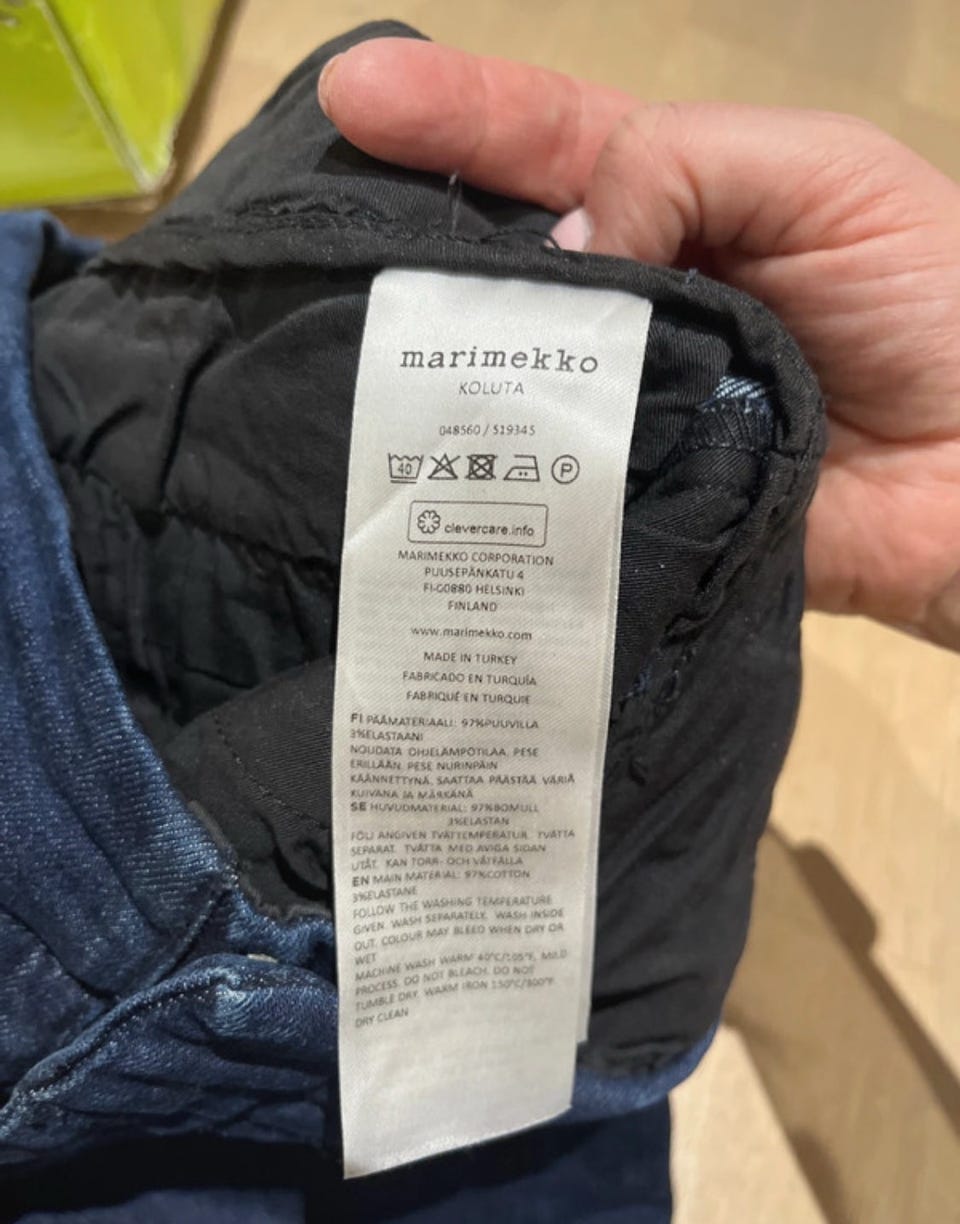 marimekko
KOLUTA
048560 / 519345
40 P
clevercare.info
MARIMEKKO CORPORATION
PUUSEPÄNKATU 4
FI-00880 HELSINKI
FINLAND
www.marimekko.com
MADE IN TURKEY
FABRICADO EN TURQUÍA
FABRIQUÉ EN TURQUIE
FI PÄÄMATERIAALI: 97%PUUVILLA
3%ELASTAANI
NOUDATA OHJELÄMPÖTILAA. PESE
ERILLÄÄN. PESE NURINPÄIN
KÄÄNNETTYNÄ. SAATTAA PÄÄSTÄÄ VÄRIÄ
KUIVANA JA MÄRKÄNÄ
SE HUVUDMATERIAL: 97%BOMULL
3%ELASTAN
FÖLJ ANGIVEN TVÄTTEMPERATUR. TVÄTTA
SEPARAT. TVÄTTA MED AVIGA SIDAN
UTÅT. KAN TORR- OCH VÅTFÄLLA
EN MAIN MATERIAL: 97%COTTON
3%ELASTANE
FOLLOW THE WASHING TEMPERATURE
GIVEN. WASH SEPARATELY. WASH INSIDE
OUT. COLOUR MAY BLEED WHEN DRY OR
WET
MACHINE WASH WARM 40°C/105°F, MILD
PROCESS. DO NOT BLEACH. DO NOT
TUMBLE DRY. WARM IRON 150°C/300°F.
DRY CLEAN